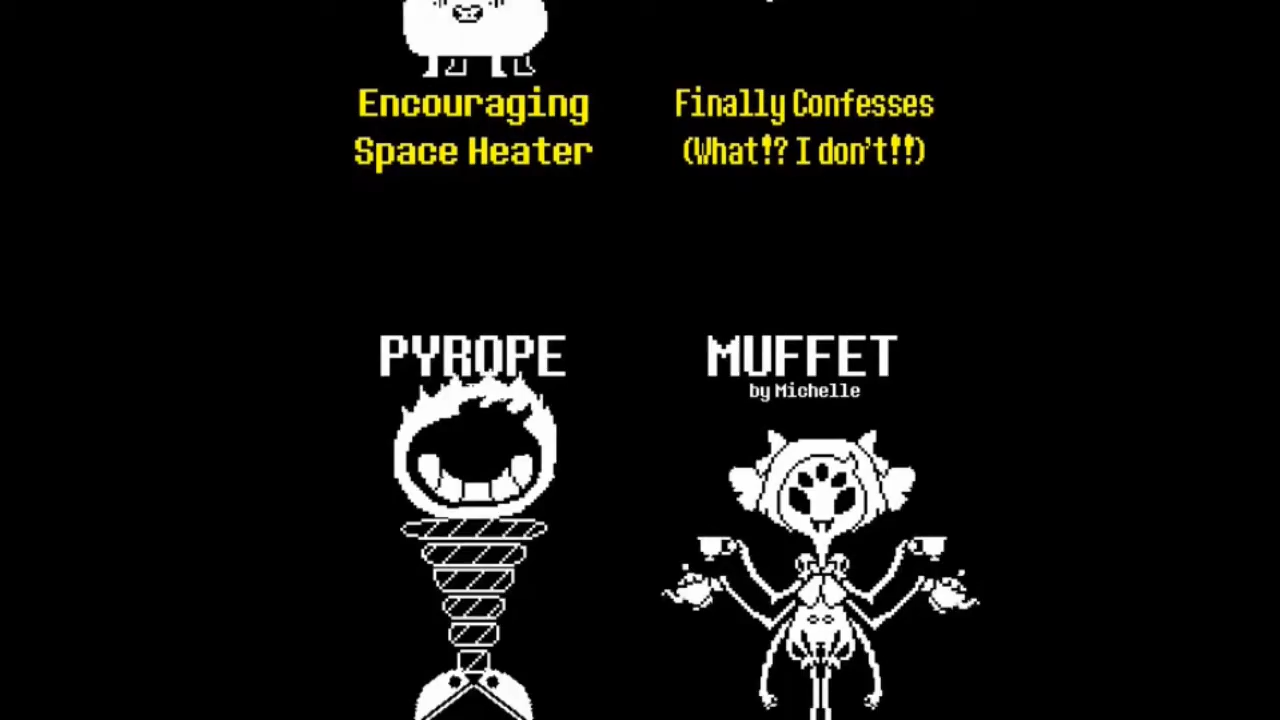 Encouraging
Space Heater
Finally Confesses
(What!? I don't!!)
PYROPE
MUFFET
by Michelle